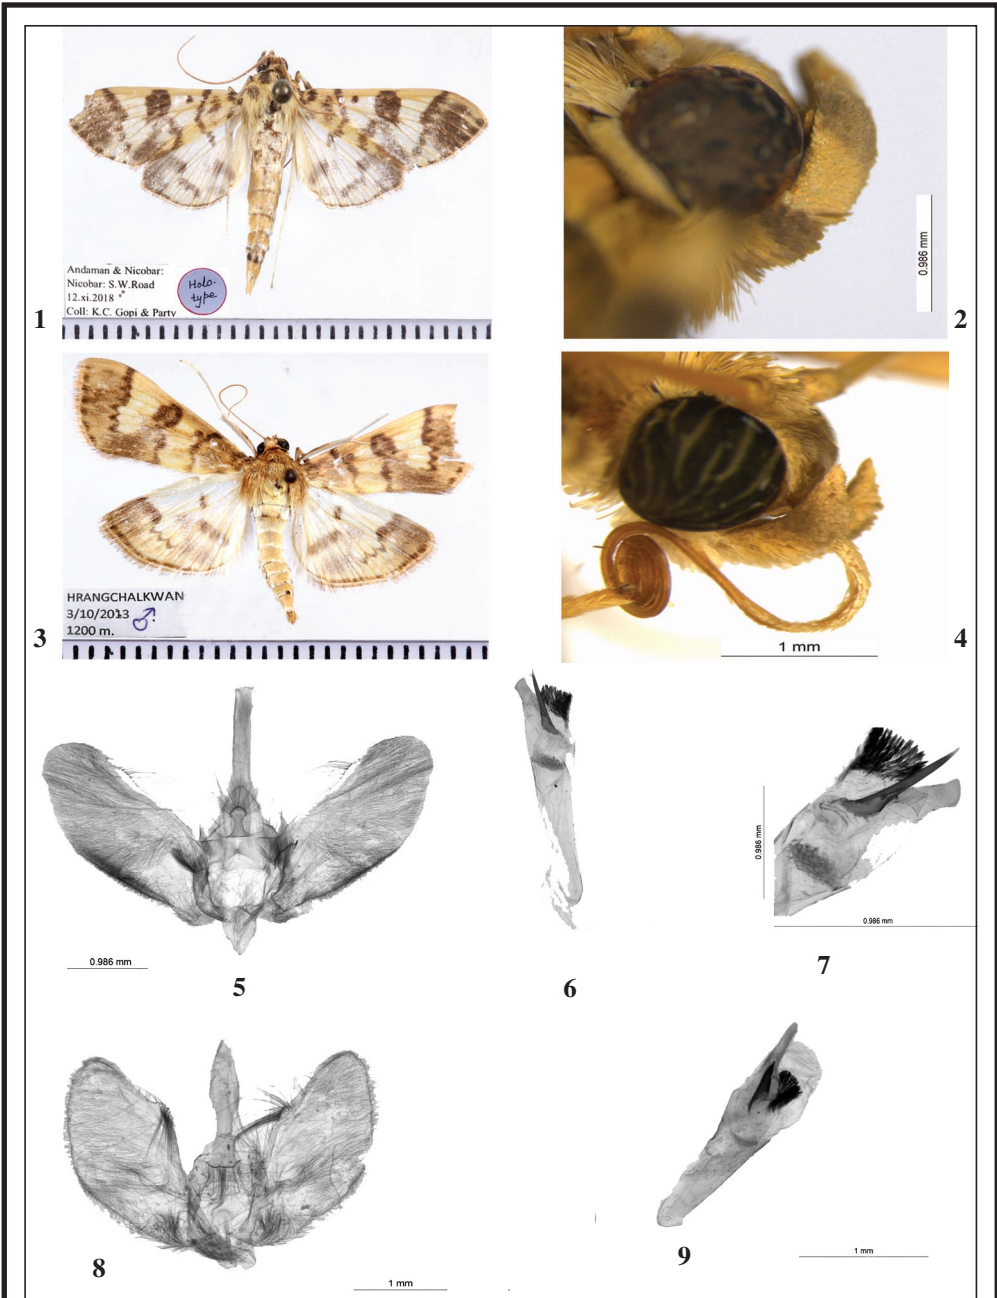 Andaman & Nicobar:
Nicobar: S.W.Road
12.xi.2018
Coll: K.C. Gopi & Party
Holo-
type
1
0.986 mm
2
HRANGCHALKWAN
3/10/2013
1200 m. ♂
3
1 mm
4
0.986 mm
5
6
0.986 mm
0.986 mm
7
8
1 mm
9
1 mm